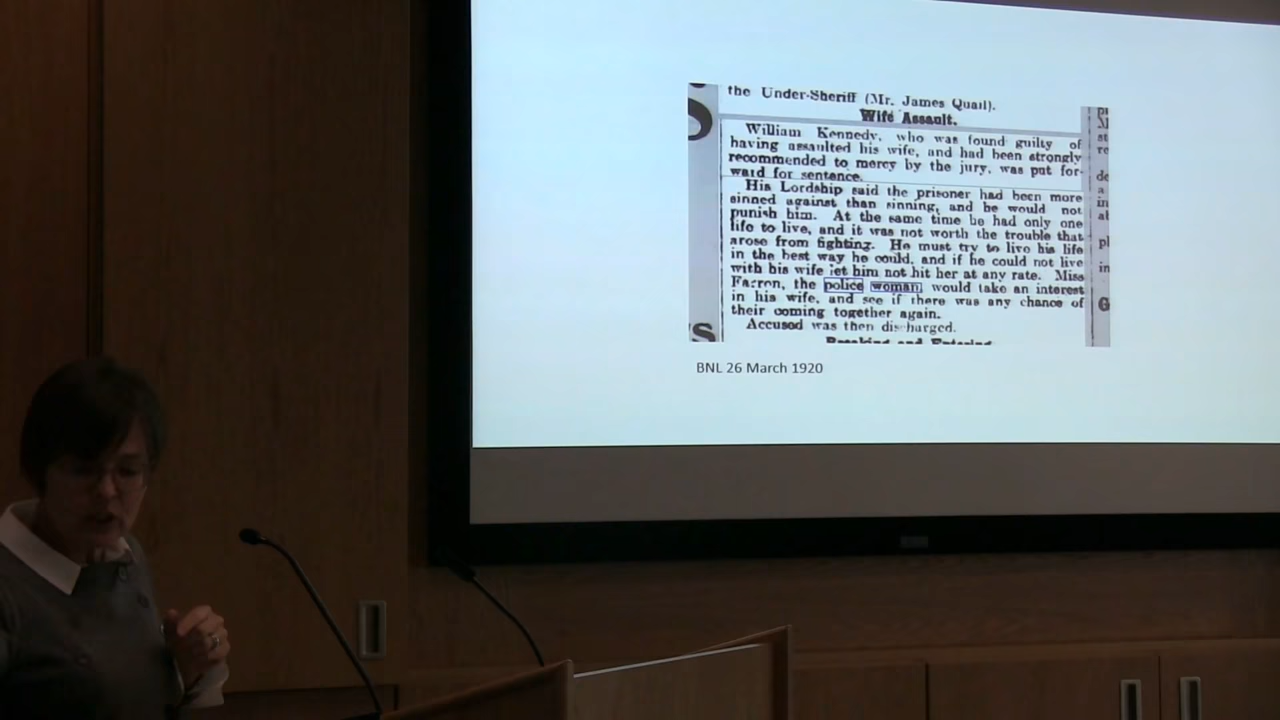 the Under-Sheriff (Mr. James Quail).
Wife Assault.
William Kennedy, who was found guilty of
having assaulted his wife, and had been strongly
recommended to mercy by the jury, was put for-
ward for sentence.
His Lordship said the prisoner had been more
sinned against than sinning, and he would not
punish him. At the same time he had only one
life to live, and it was not worth the trouble that
arose from fighting. He must try to live his life
in the best way he could, and if he could not live
with his wife let him not hit her at any rate. Miss
Farron, the police woman, would take an interest
in his wife, and see if there was any chance of
their coming together again.
Accused was then discharged.
Breaking and Entering
BNL 26 March 1920